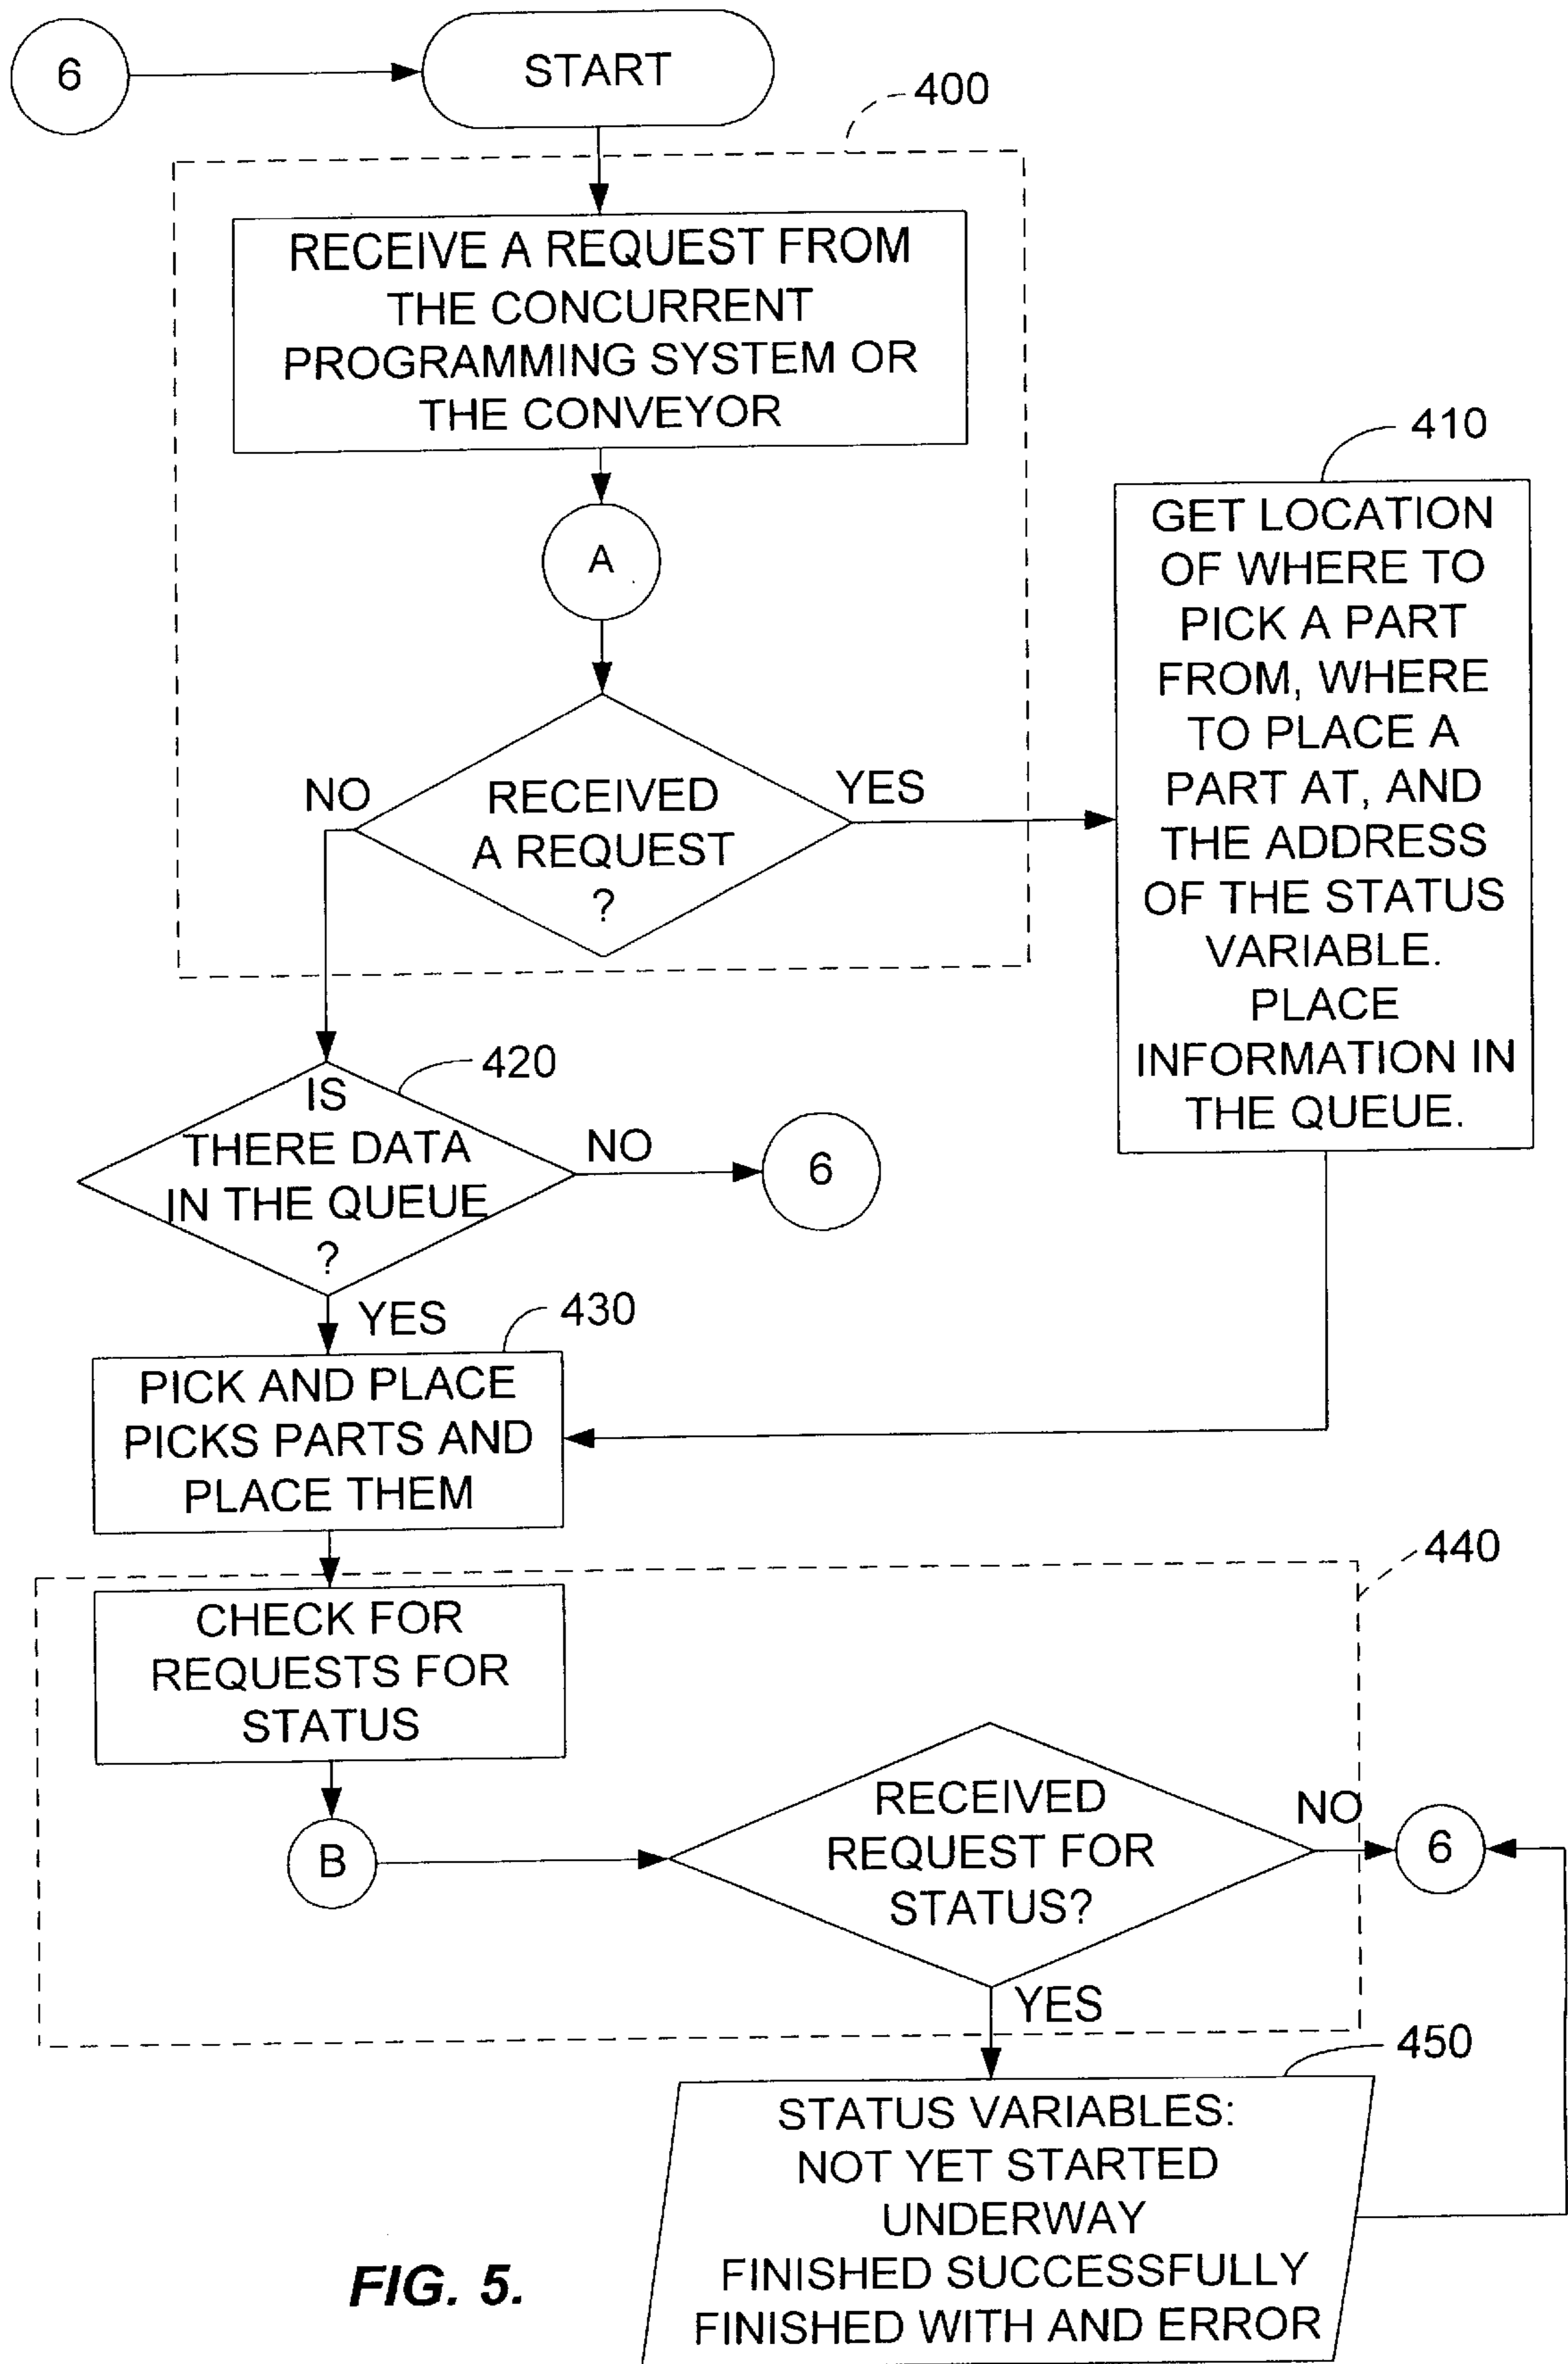 6
START
400
RECEIVE A REQUEST FROM
THE CONCURRENT
PROGRAMMING SYSTEM OR
THE CONVEYOR
A
RECEIVED
A REQUEST
?
NO
YES
410
GET LOCATION
OF WHERE TO
PICK A PART
FROM, WHERE
TO PLACE A
PART AT, AND
THE ADDRESS
OF THE STATUS
VARIABLE.
PLACE
INFORMATION IN
THE QUEUE.
420
IS
THERE DATA
IN THE QUEUE
?
NO
6
YES
430
PICK AND PLACE
PICKS PARTS AND
PLACE THEM
440
CHECK FOR
REQUESTS FOR
STATUS
B
RECEIVED
REQUEST FOR
STATUS?
NO
6
YES
450
STATUS VARIABLES:
NOT YET STARTED
UNDERWAY
FINISHED SUCCESSFULLY
FINISHED WITH AND ERROR
FIG. 5.